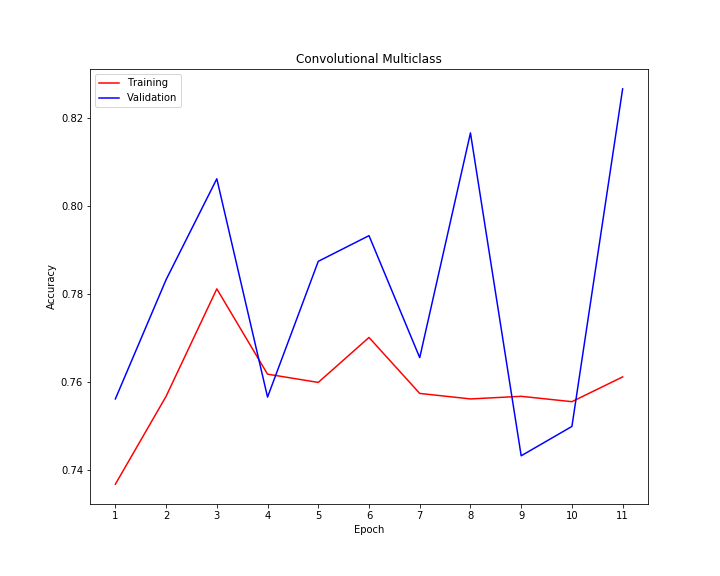 Convolutional Multiclass
Training
Validation
0.82
0.80
0.78
0.76
0.74
Accuracy
1 2 3 4 5 6 7 8 9 10 11
Epoch